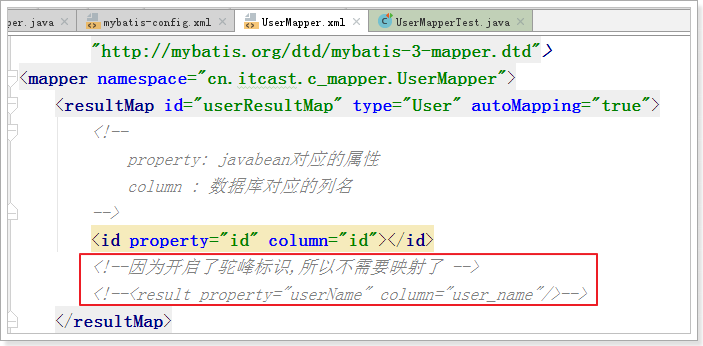 per.java mybatis-config.xml UserMapper.xml UserMapperTest.java
"http://mybatis.org/dtd/mybatis-3-mapper.dtd">
<mapper namespace="cn.itcast.c_mapper.UserMapper">
<resultMap id="userResultMap" type="User" autoMapping="true">
<!--
property: javabean对应的属性
column : 数据库对应的列名
-->
<id property="id" column="id"></id>
<!--因为开启了驼峰标识,所以不需要映射了 -->
<!--<result property="userName" column="user_name"/>-->
</resultMap>